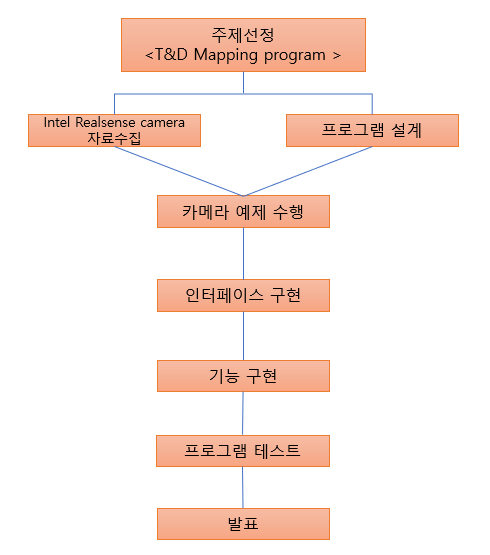 주제선정
<T&D Mapping program >
Intel Realsense camera
자료수집
프로그램 설계
카메라 예제 수행
인터페이스 구현
기능 구현
프로그램 테스트
발표